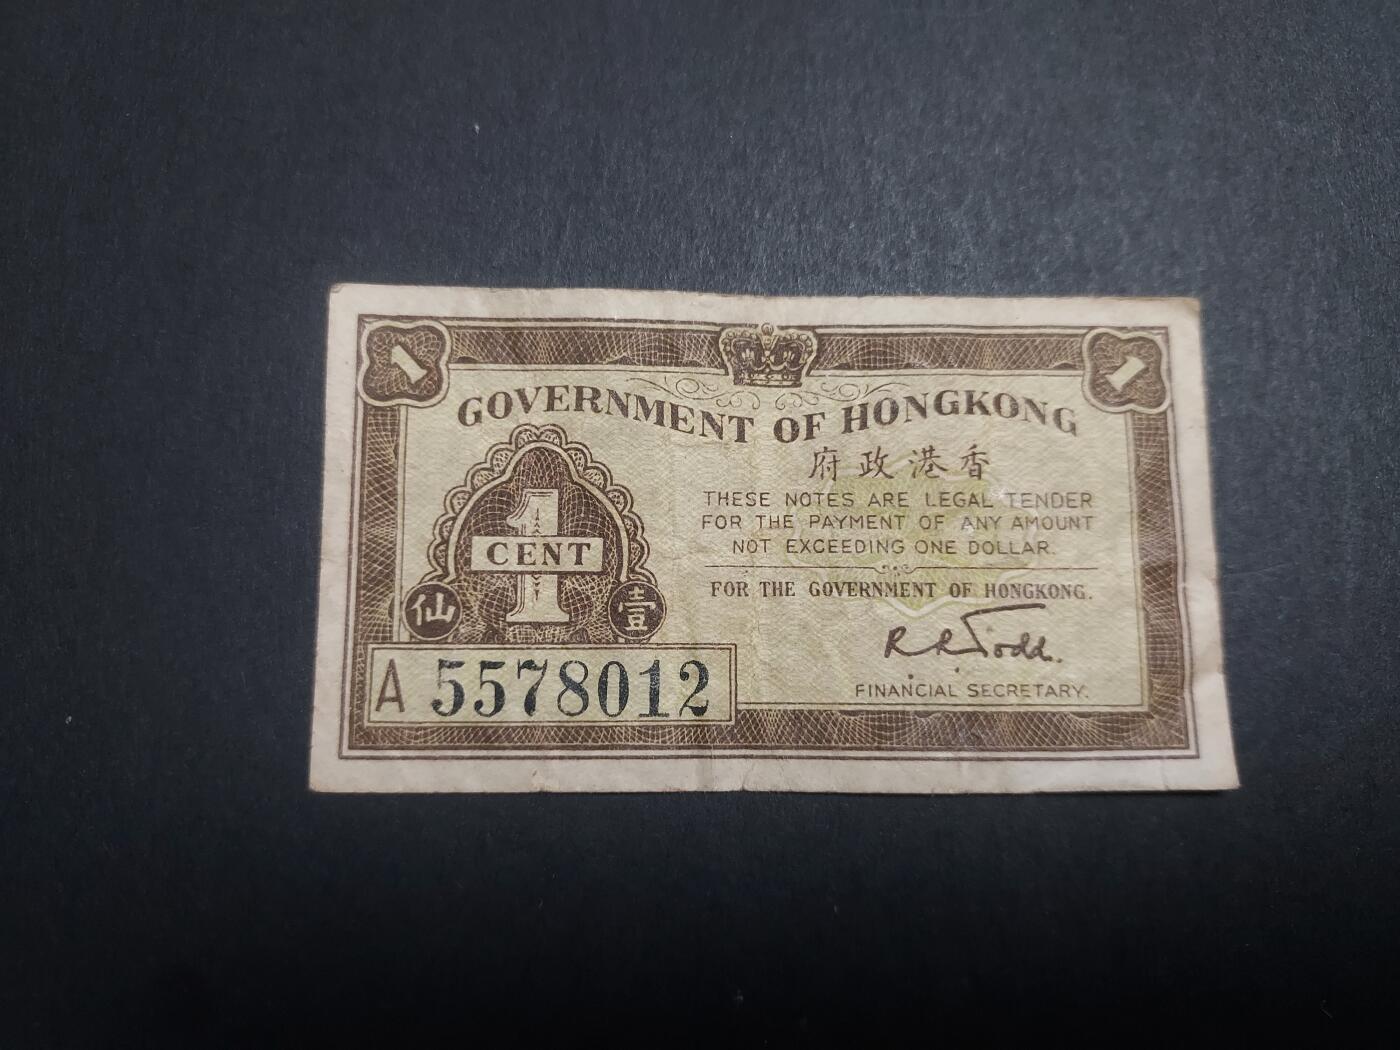 1
1
GOVERNMENT OF HONGKONG
府政港香
THESE NOTES ARE LEGAL TENDER
FOR THE PAYMENT OF ANY AMOUNT
NOT EXCEEDING ONE DOLLAR.
FOR THE GOVERNMENT OF HONGKONG.
R R Todd.
FINANCIAL SECRETARY.
1
CENT
仙 壹
A 5578012